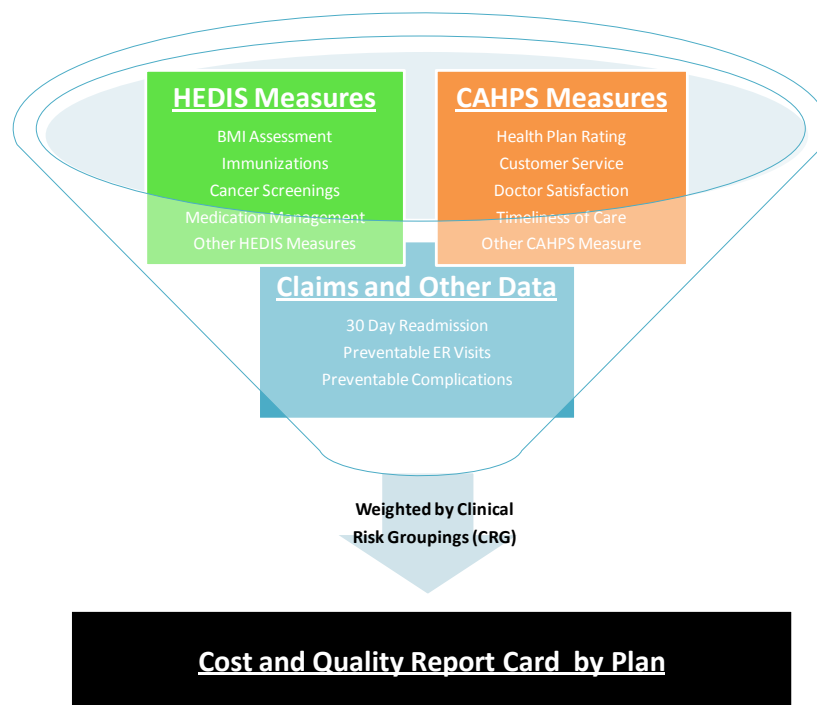 HEDIS Measures
BMI Assessment
Immunizations
Cancer Screenings
Medication Management
Other HEDIS Measures
CAHPS Measures
Health Plan Rating
Customer Service
Doctor Satisfaction
Timeliness of Care
Other CAHPS Measure
Claims and Other Data
30 Day Readmission
Preventable ER Visits
Preventable Complications
Weighted by Clinical
Risk Groupings (CRG)
Cost and Quality Report Card  by Plan